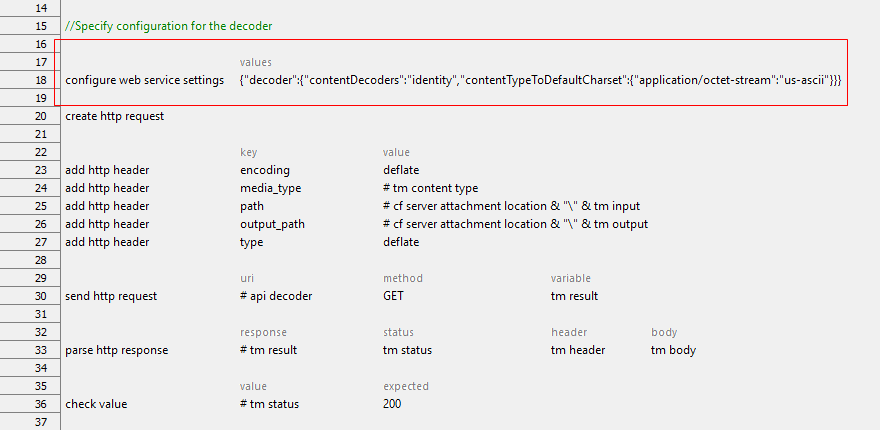 14
15 //Specify configuration for the decoder
16
17 values
18 configure web service settings {"decoder":{"contentDecoders":"identity","contentTypeToDefaultCharset":{"application/octet-stream":"us-ascii"}}}
19
20 create http request
21
22 key value
23 add http header encoding deflate
24 add http header media_type # tm content type
25 add http header path # cf server attachment location & "\" & tm input
26 add http header output_path # cf server attachment location & "\" & tm output
27 add http header type deflate
28
29 uri method variable
30 send http request # api decoder GET tm result
31
32 response status header body
33 parse http response # tm result tm status tm header tm body
34
35 value expected
36 check value # tm status 200
37